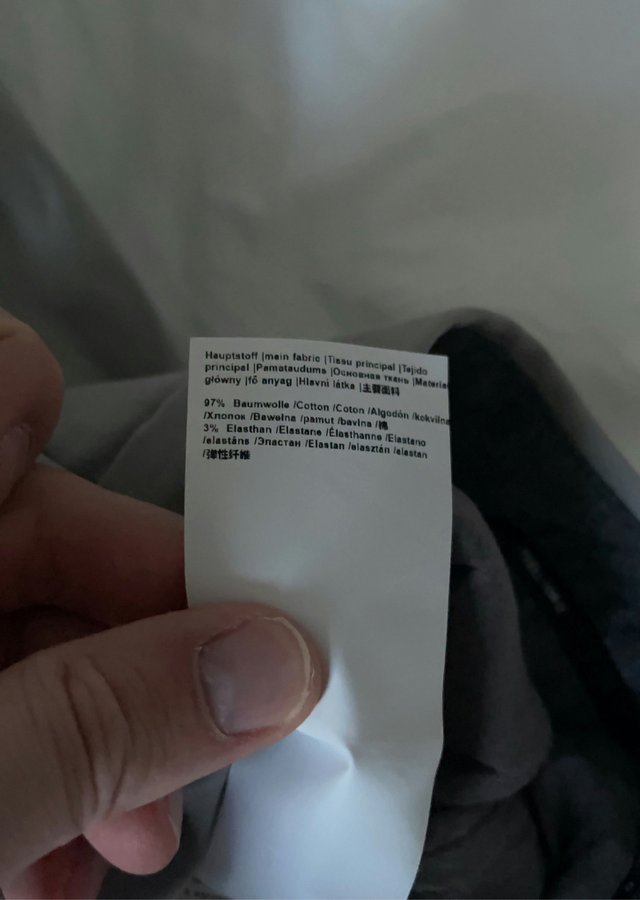 Hauptstoff |main fabric |Tissu principal |Tejido
principal |Pamataudums |Основная ткань |Materiał
główny |fő anyag |Hlavní látka |主要面料
97% Baumwolle /Cotton /Coton /Algodón /kokvilna
/Хлопок /Bawełna /pamut /bavlna /棉
3% Elasthan /Elastane /Élasthanne /Elastano
/elastāns /Эластан /Elastan /elasztán /elastan
/弹性纤维